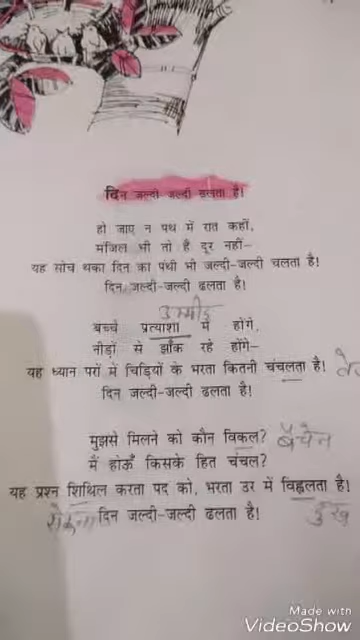 दिन जल्दी जल्दी ढलता है!
हो जाए न पथ में रात कहीं,
मंजिल भी तो है दूर नहीं–
यह सोच थका दिन का पंथी भी जल्दी-जल्दी चलता है!
दिन जल्दी-जल्दी ढलता है!
उम्मीद
बच्चे प्रत्याशा में होंगे,
नीड़ों से झाँक रहे होंगे–
यह ध्यान परों में चिड़ियों के भरता कितनी चंचलता है!
दिन जल्दी-जल्दी ढलता है!
मुझसे मिलने को कौन विकल? बेचैन
मैं होऊँ किसके हित चंचल?
यह प्रश्न शिथिल करता पद को, भरता उर में विह्वलता है!
दिन जल्दी-जल्दी ढलता है! दुख
Made with
VideoShow